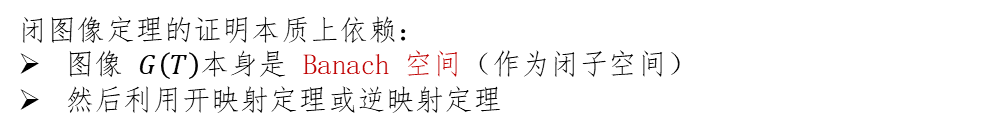 闭图像定理的证明本质上依赖：
➢ 图像 G(T)本身是 Banach 空间（作为闭子空间）
➢ 然后利用开映射定理或逆映射定理